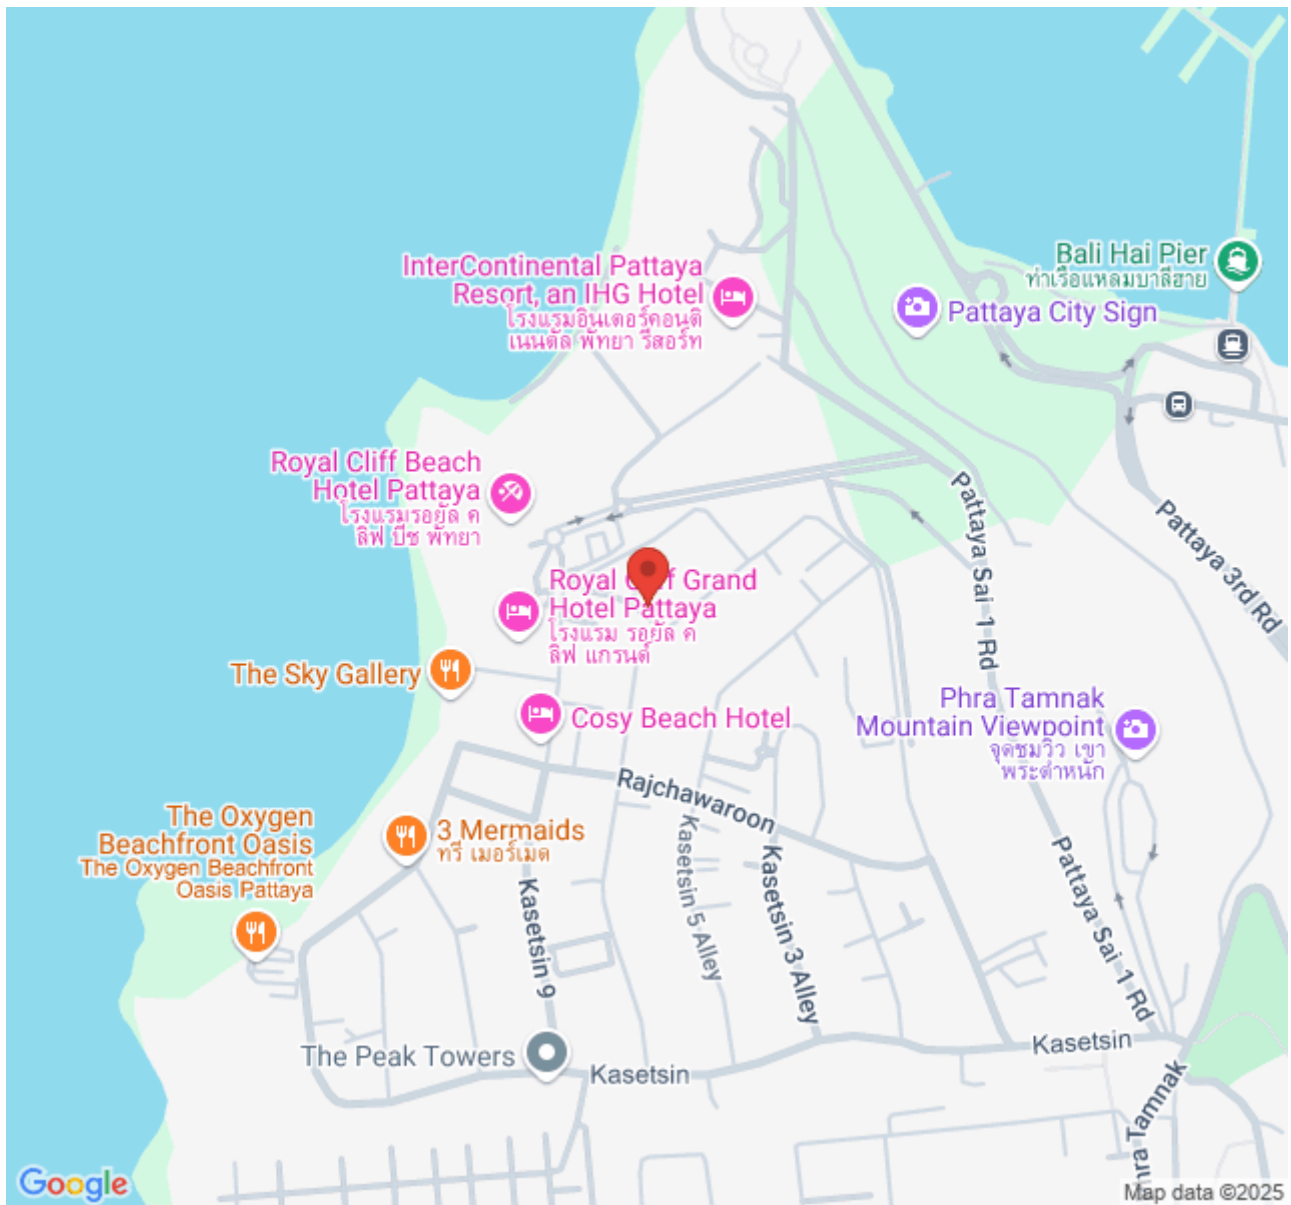 Bali Hai Pier
ท่าเรือแหลมบาลีฮาย
InterContinental Pattaya
Resort, an IHG Hotel
โรงแรมอินเตอร์คอนติ
เนนตัล พัทยา รีสอร์ท
Pattaya City Sign
Royal Cliff Beach
Hotel Pattaya
โรงแรมรอยัล ค
ลิฟ บีช พัทยา
Pattaya Sai 1 Rd
Pattaya 3rd Rd
Royal Cliff Grand
Hotel Pattaya
โรงแรม รอยัล ค
ลิฟ แกรนด์
The Sky Gallery
Cosy Beach Hotel
Phra Tamnak
Mountain Viewpoint
จุดชมวิว เขา
พระตำหนัก
Rajchawaroon
The Oxygen
Beachfront Oasis
The Oxygen Beachfront
Oasis Pattaya
3 Mermaids
ทรี เมอร์เมด
Kasetsin 9
Kasetsin 5 Alley
Kasetsin 3 Alley
Pattaya Sai 1 Rd
The Peak Towers
Kasetsin
Kasetsin
Tamnak
Google
Map data ©2025